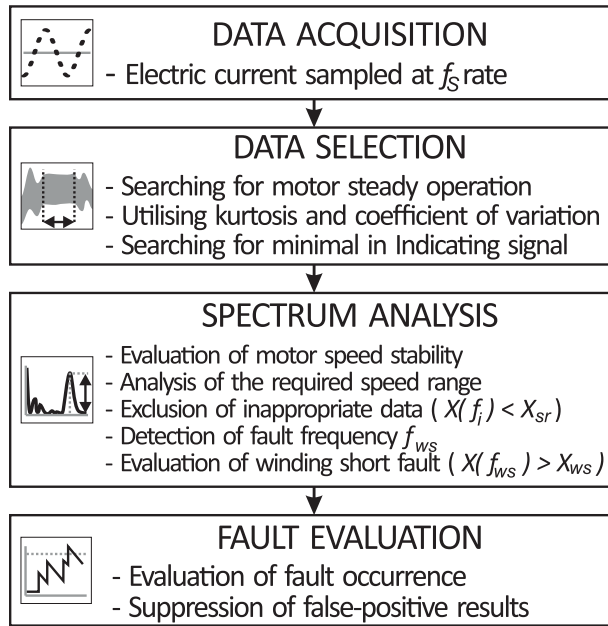 DATA ACQUISITION
- Electric current sampled at fS rate
DATA SELECTION
- Searching for motor steady operation
- Utilising kurtosis and coefficient of variation
- Searching for minimal in Indicating signal
SPECTRUM ANALYSIS
- Evaluation of motor speed stability
- Analysis of the required speed range
- Exclusion of inappropriate data ( X( fi ) < Xsr )
- Detection of fault frequency fws
- Evaluation of winding short fault ( X( fws ) > Xws )
FAULT EVALUATION
- Evaluation of fault occurrence
- Suppression of false-positive results